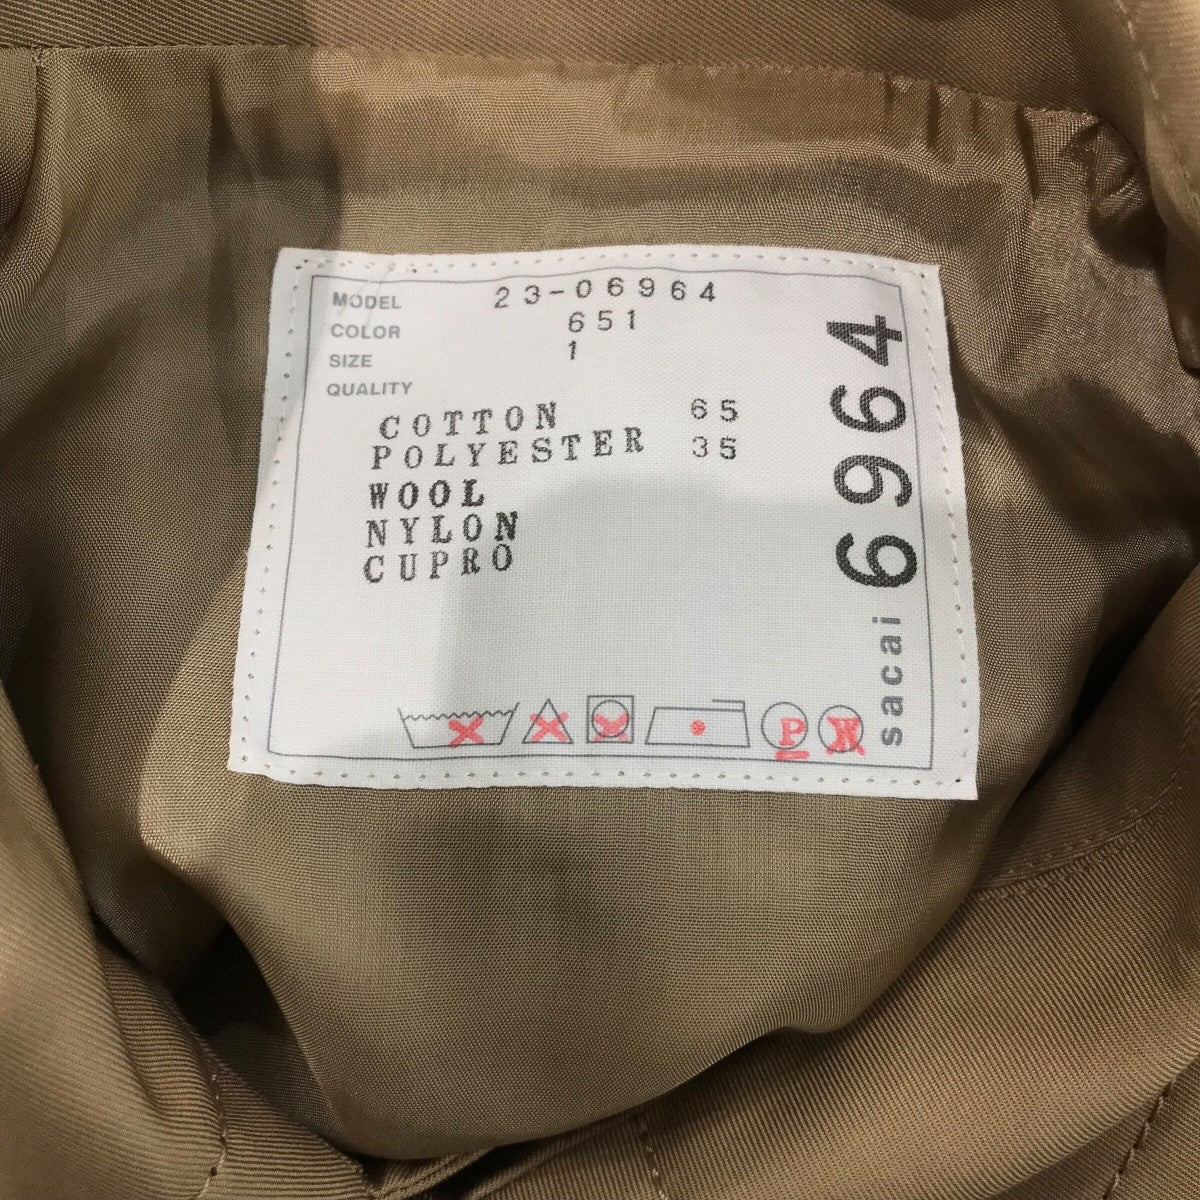 MODEL 23-06964
COLOR 651
SIZE 1
QUALITY
COTTON 65
POLYESTER 35
WOOL
NYLON
CUPRO
P W
sacai 6964